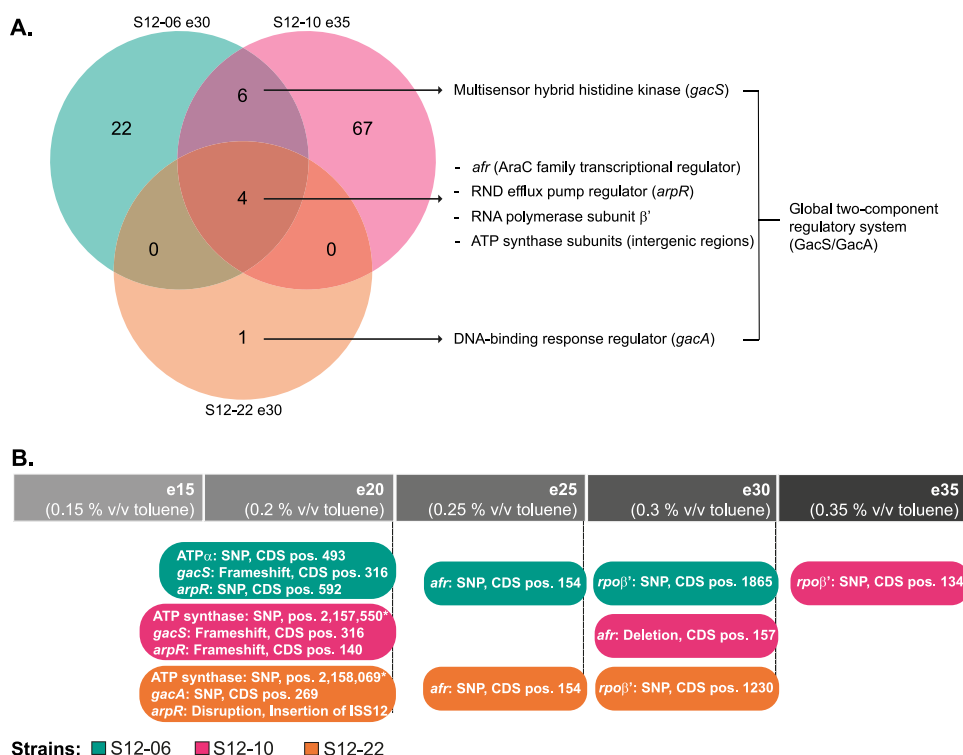 A.
S12-06 e30
S12-10 e35
22
6
67
4
0
0
1
S12-22 e30
Multisensor hybrid histidine kinase (gacS)
- afr (AraC family transcriptional regulator)
- RND efflux pump regulator (arpR)
- RNA polymerase subunit β'
- ATP synthase subunits (intergenic regions)
DNA-binding response regulator (gacA)
Global two-component
regulatory system
(GacS/GacA)
B.
e15
(0.15 % v/v toluene)
e20
(0.2 % v/v toluene)
e25
(0.25 % v/v toluene)
e30
(0.3 % v/v toluene)
e35
(0.35 % v/v toluene)
ATPα: SNP, CDS pos. 493
gacS: Frameshift, CDS pos. 316
arpR: SNP, CDS pos. 592
afr: SNP, CDS pos. 154
rpoβ': SNP, CDS pos. 1865
rpoβ': SNP, CDS pos. 134
ATP synthase: SNP, pos. 2,157,550*
gacS: Frameshift, CDS pos. 316
arpR: Frameshift, CDS pos. 140
afr: Deletion, CDS pos. 157
ATP synthase: SNP, pos. 2,158,069*
gacA: SNP, CDS pos. 269
arpR: Disruption, Insertion of ISS12
afr: SNP, CDS pos. 154
rpoβ': SNP, CDS pos. 1230
Strains: S12-06 S12-10 S12-22